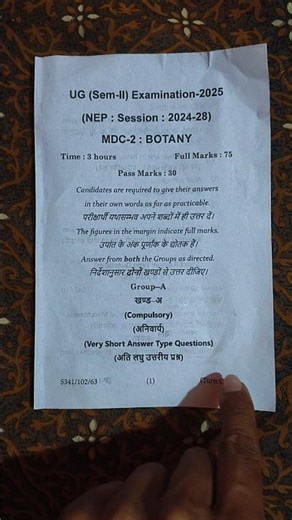 UG (Sem-II) Examination-2025
(NEP : Session : 2024-28)
MDC-2 : BOTANY
Time : 3 hours Full Marks : 75
Pass Marks : 30
Candidates are required to give their answers
in their own words as far as practicable.
परीक्षार्थी यथासम्भव अपने शब्दों में ही उत्तर दें।
The figures in the margin indicate full marks.
उपांत के अंक पूर्णांक के द्योतक हैं।
Answer from both the Groups as directed.
निर्देशानुसार दोनों खण्डों से उत्तर दीजिए।
Group–A
खण्ड-अ
(Compulsory)
(अनिवार्य)
(Very Short Answer Type Questions)
(अति लघु उत्तरीय प्रश्न)
5341/102/63 (1) (Turn